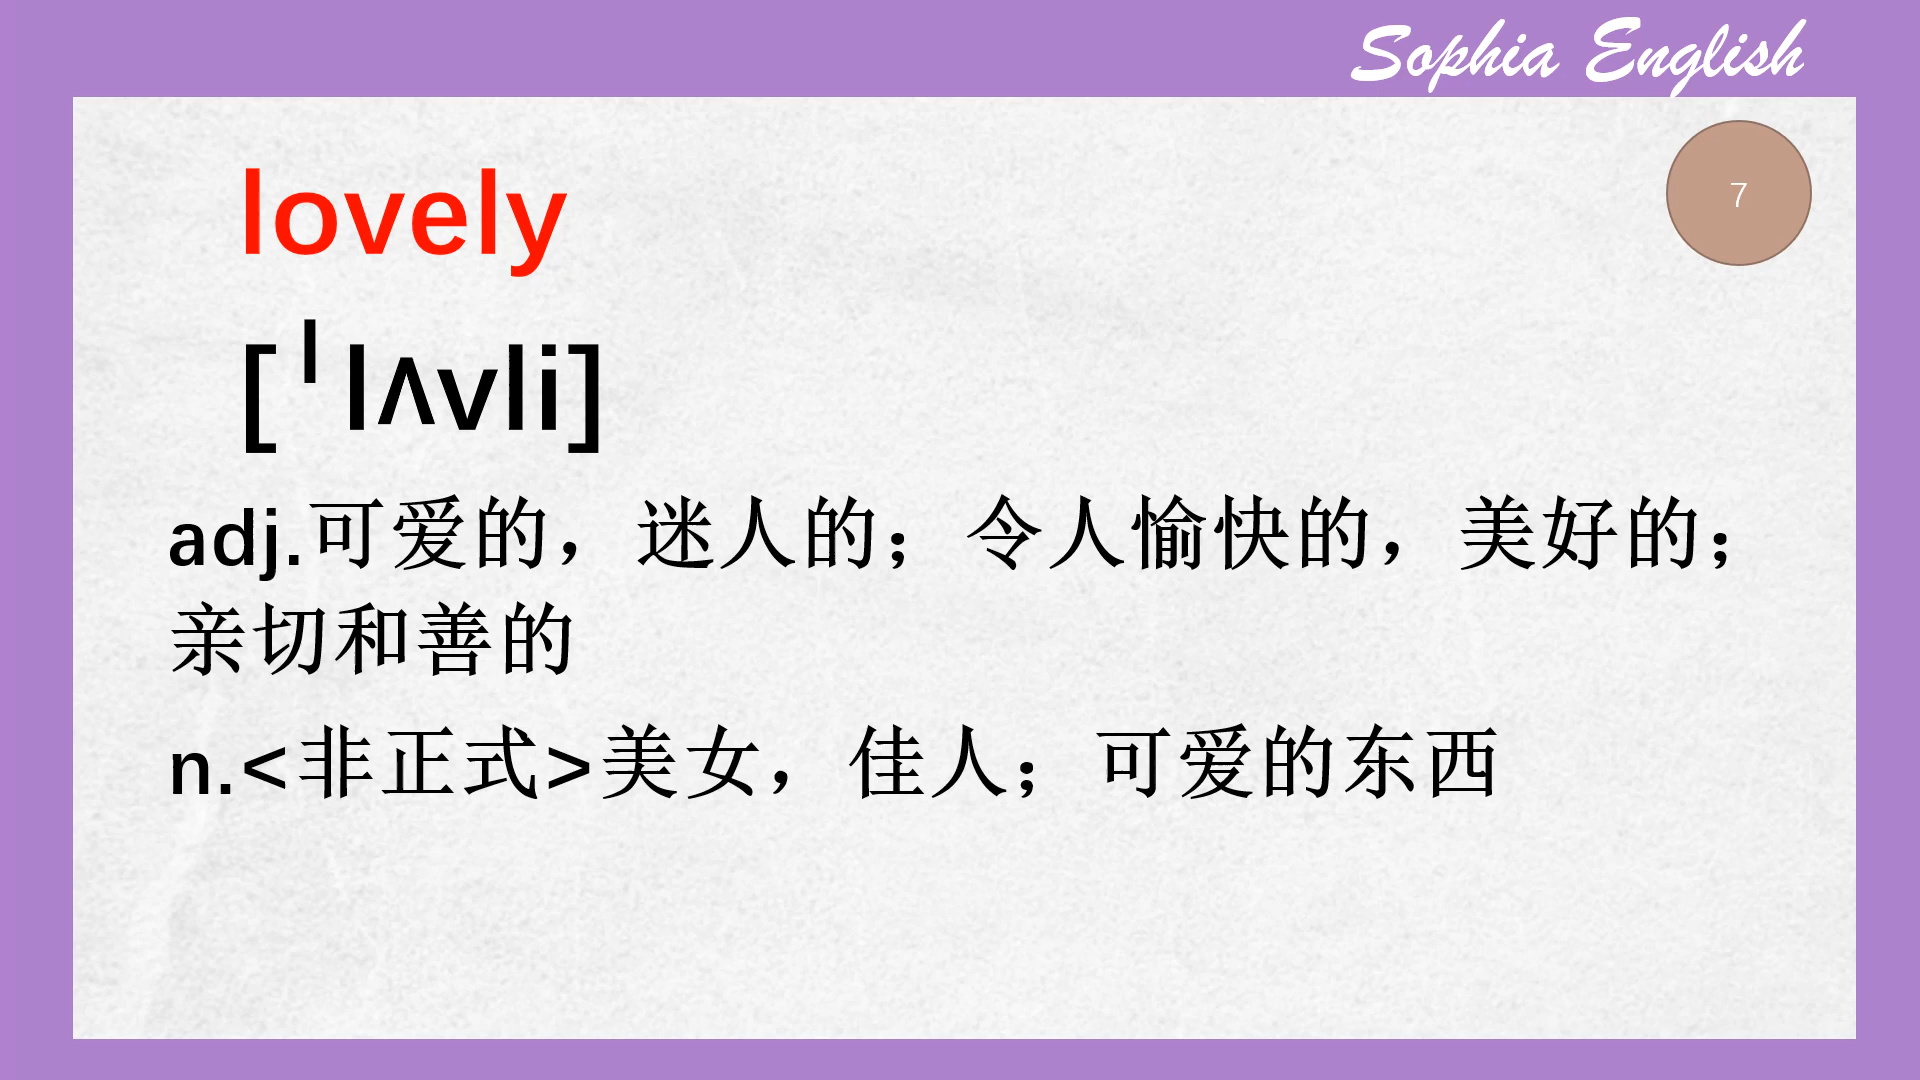 Sophia English
7
lovely
[╵lʌvli]
adj.可爱的，迷人的；令人愉快的，美好的；
亲切和善的
n.<非正式>美女，佳人；可爱的东西